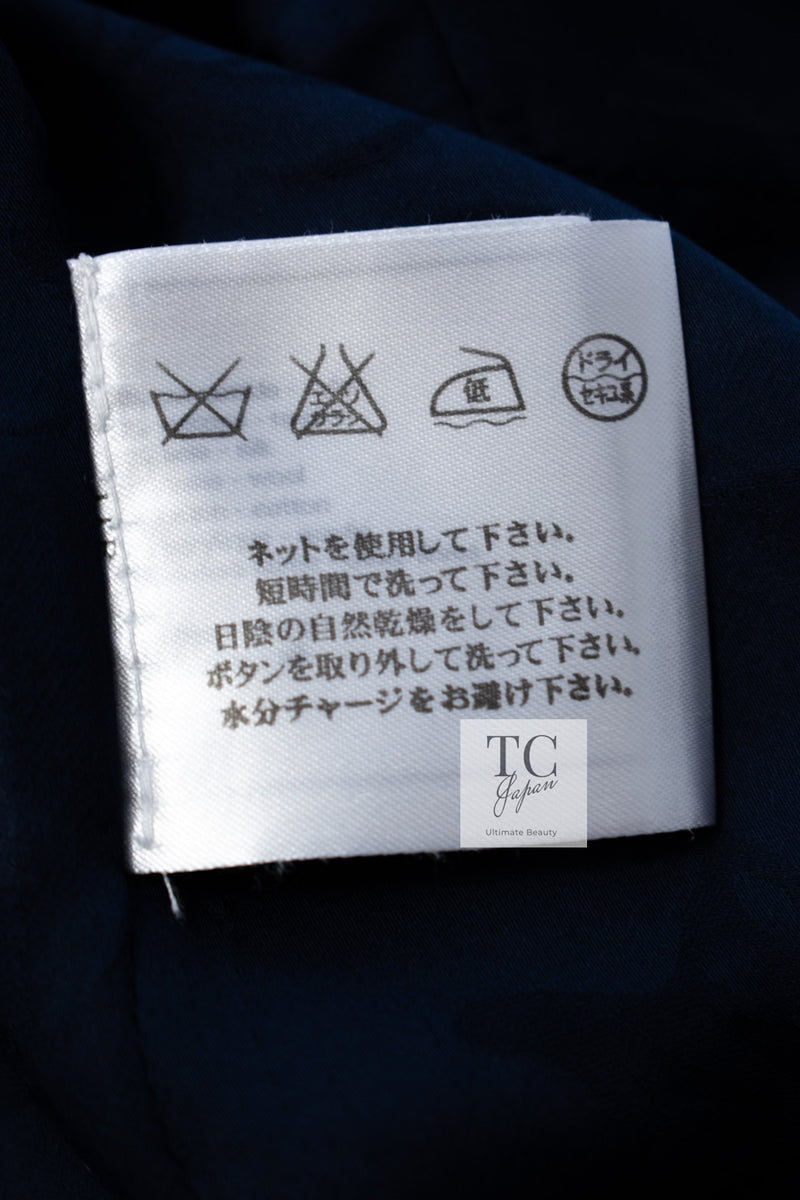 エンソ
サラシ
低
ドライ
セキユ系
- wool
- cotton
ネットを使用して下さい。
短時間で洗って下さい。
日陰の自然乾燥をして下さい。
ボタンを取り外して洗って下さい。
水分チャージをお避け下さい。
TC
Japan
Ultimate Beauty